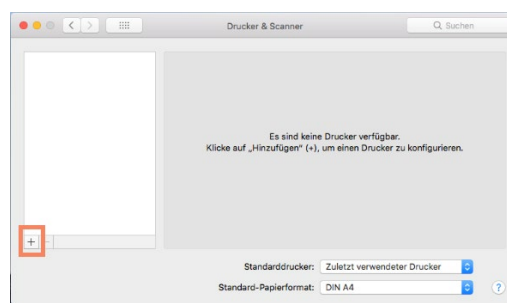 Drucker & Scanner
Suchen
Es sind keine Drucker verfügbar.
Klicke auf „Hinzufügen“ (+), um einen Drucker zu konfigurieren.
+ −
Standarddrucker: Zuletzt verwendeter Drucker
Standard-Papierformat: DIN A4
?